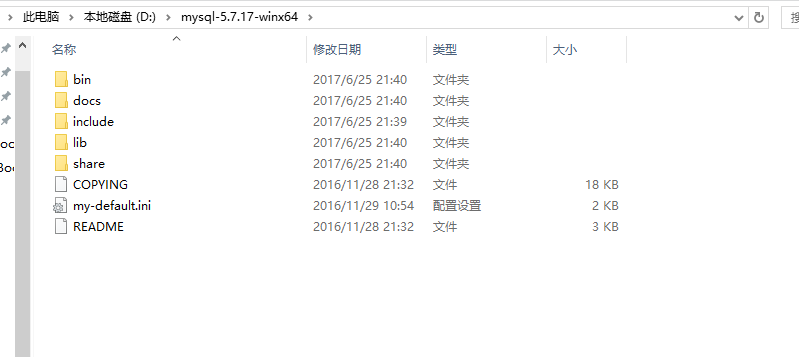 此电脑 › 本地磁盘 (D:) › mysql-5.7.17-winx64 ›
名称 修改日期 类型 大小
bin 2017/6/25 21:40 文件夹
docs 2017/6/25 21:40 文件夹
include 2017/6/25 21:39 文件夹
lib 2017/6/25 21:40 文件夹
share 2017/6/25 21:40 文件夹
COPYING 2016/11/28 21:32 文件 18 KB
my-default.ini 2016/11/29 10:54 配置设置 2 KB
README 2016/11/28 21:32 文件 3 KB